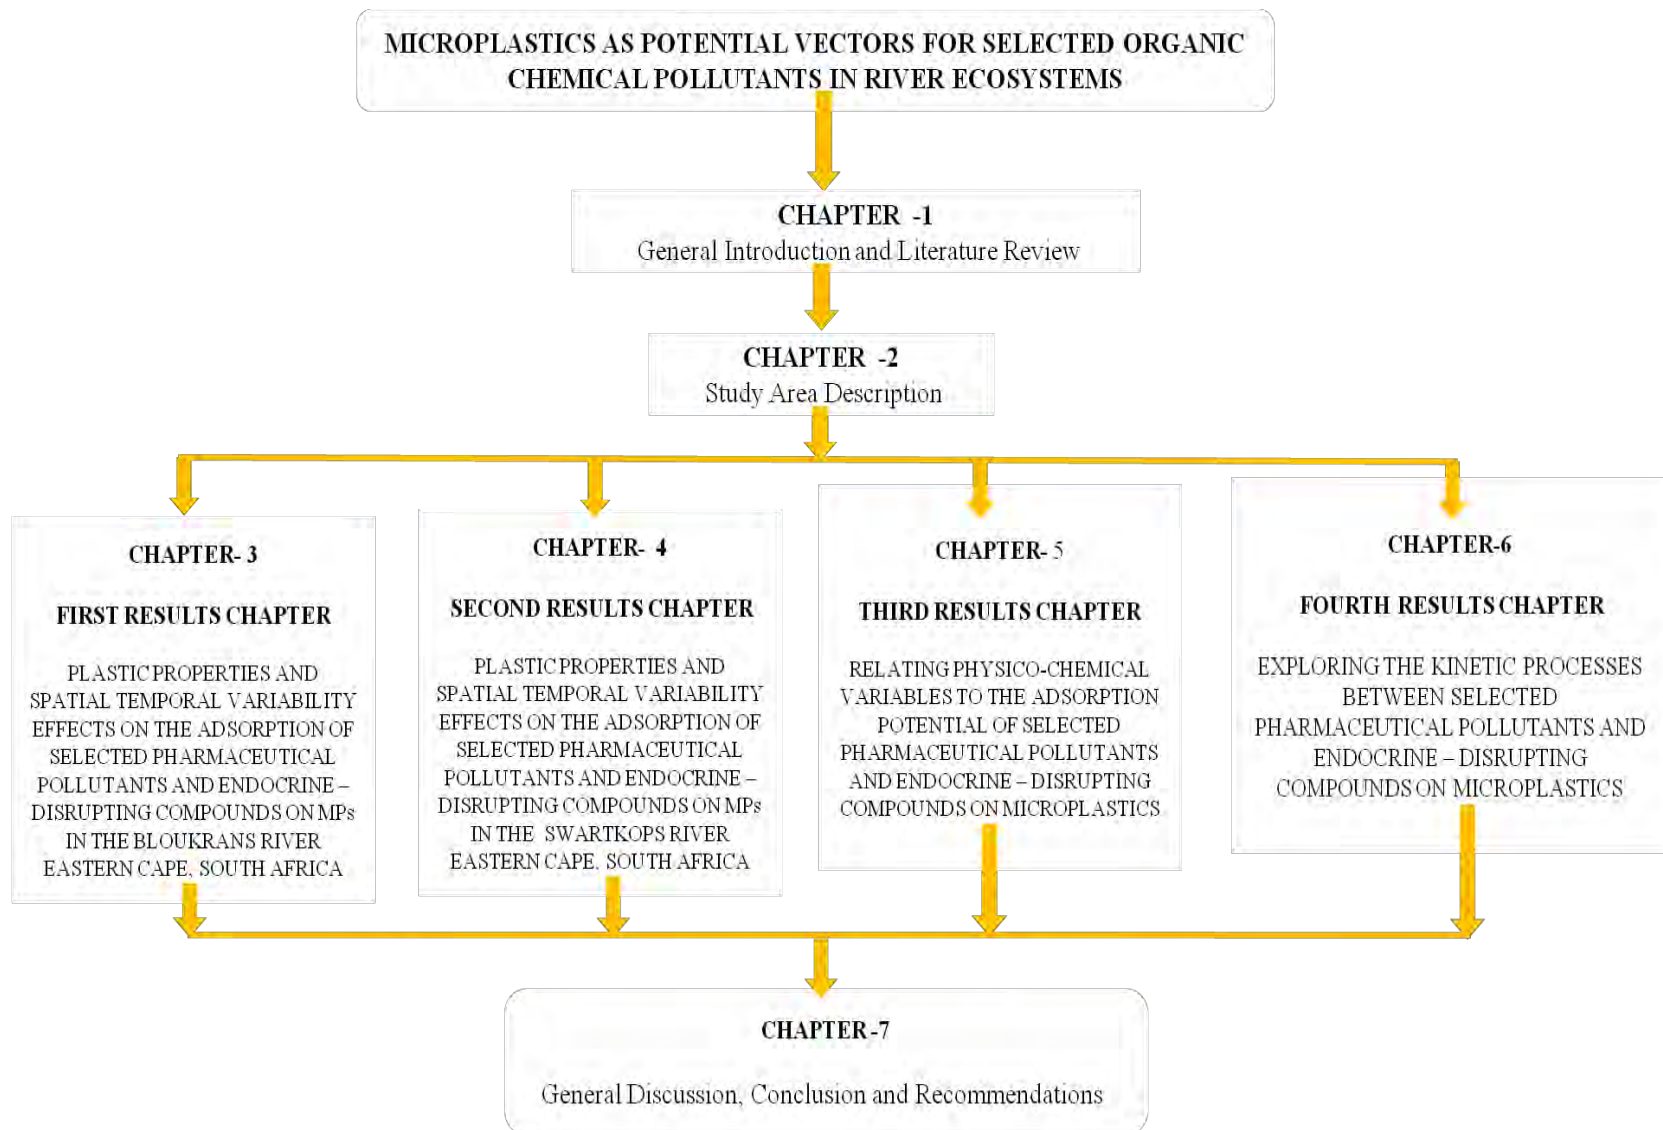 MICROPLASTICS AS POTENTIAL VECTORS FOR SELECTED ORGANIC
CHEMICAL POLLUTANTS IN RIVER ECOSYSTEMS
CHAPTER -1
General Introduction and Literature Review
CHAPTER -2
Study Area Description
CHAPTER- 3
FIRST RESULTS CHAPTER
PLASTIC PROPERTIES AND
SPATIAL TEMPORAL VARIABILITY
EFFECTS ON THE ADSORPTION OF
SELECTED PHARMACEUTICAL
POLLUTANTS AND ENDOCRINE –
DISRUPTING COMPOUNDS ON MPs
IN THE BLOUKRANS RIVER
EASTERN CAPE, SOUTH AFRICA
CHAPTER- 4
SECOND RESULTS CHAPTER
PLASTIC PROPERTIES AND
SPATIAL TEMPORAL VARIABILITY
EFFECTS ON THE ADSORPTION OF
SELECTED PHARMACEUTICAL
POLLUTANTS AND ENDOCRINE –
DISRUPTING COMPOUNDS ON MPs
IN THE SWARTKOPS RIVER
EASTERN CAPE, SOUTH AFRICA
CHAPTER- 5
THIRD RESULTS CHAPTER
RELATING PHYSICO-CHEMICAL
VARIABLES TO THE ADSORPTION
POTENTIAL OF SELECTED
PHARMACEUTICAL POLLUTANTS
AND ENDOCRINE – DISRUPTING
COMPOUNDS ON MICROPLASTICS
CHAPTER-6
FOURTH RESULTS CHAPTER
EXPLORING THE KINETIC PROCESSES
BETWEEN SELECTED
PHARMACEUTICAL POLLUTANTS AND
ENDOCRINE – DISRUPTING
COMPOUNDS ON MICROPLASTICS
CHAPTER-7
General Discussion, Conclusion and Recommendations